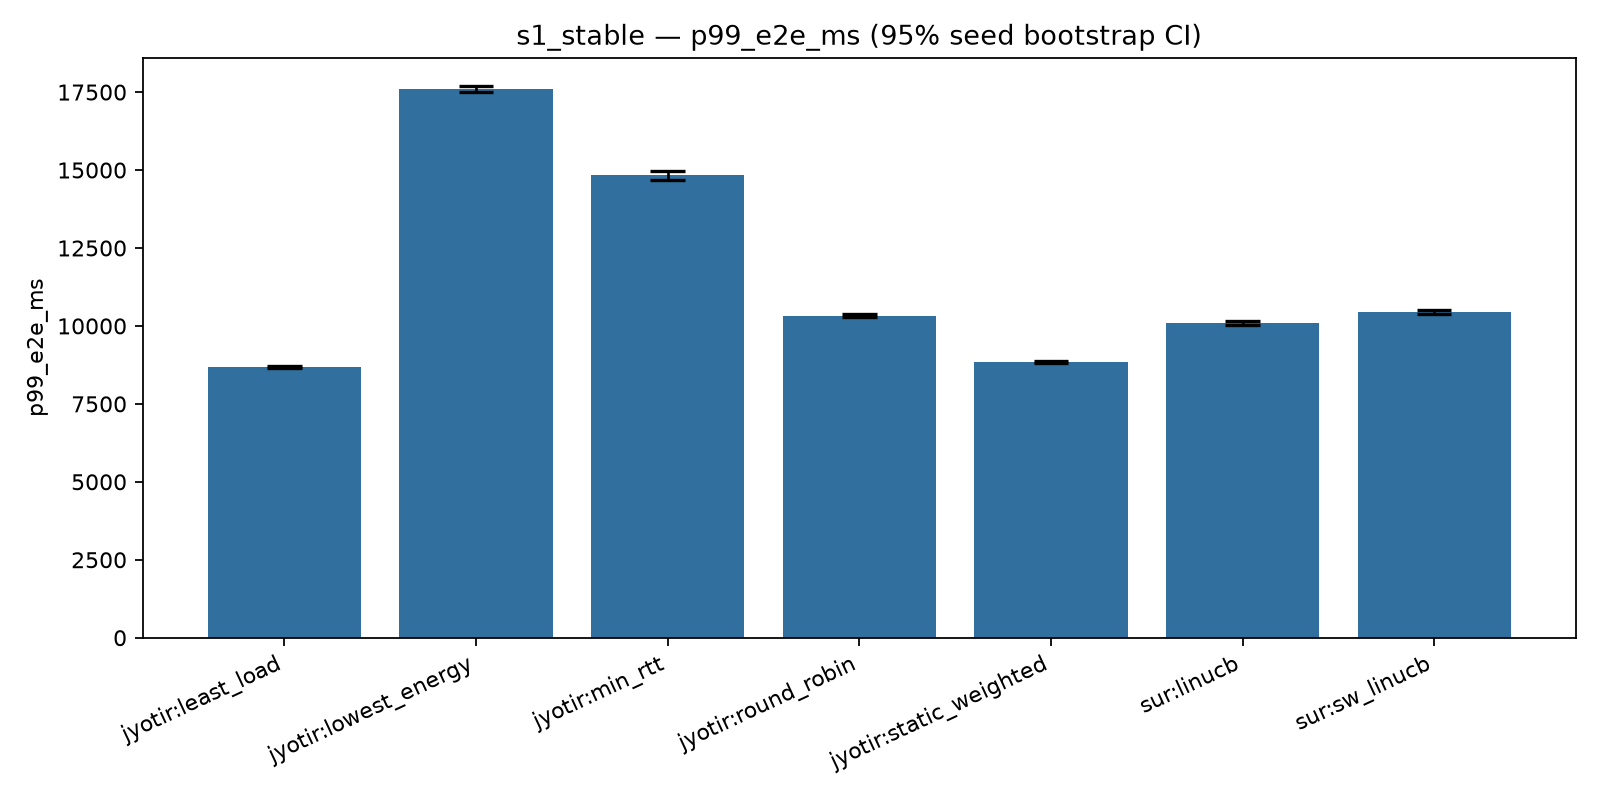 s1_stable — p99_e2e_ms (95% seed bootstrap CI)
p99_e2e_ms
17500
15000
12500
10000
7500
5000
2500
0
jyotir:least_load
jyotir:lowest_energy
jyotir:min_rtt
jyotir:round_robin
jyotir:static_weighted
sur:linucb
sur:sw_linucb